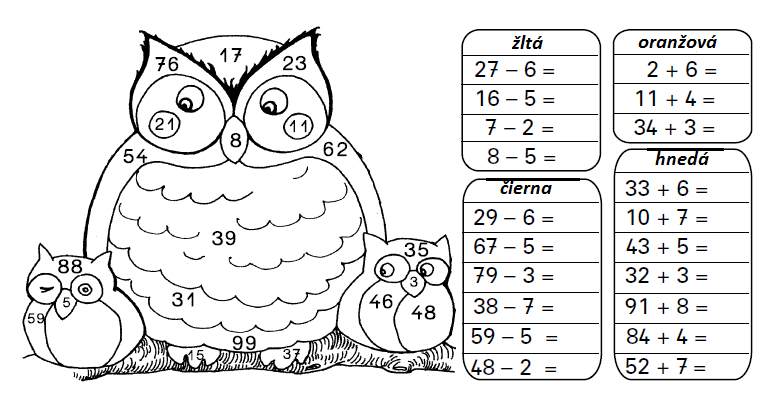 17
76
23
21
11
8
54
62
39
35
88
3
5
31
46
48
59
99
15
37
žltá
27 – 6 =
16 – 5 =
7 – 2 =
8 – 5 =
oranžová
2 + 6 =
11 + 4 =
34 + 3 =
čierna
29 – 6 =
67 – 5 =
79 – 3 =
38 – 7 =
59 – 5 =
48 – 2 =
hnedá
33 + 6 =
10 + 7 =
43 + 5 =
32 + 3 =
91 + 8 =
84 + 4 =
52 + 7 =